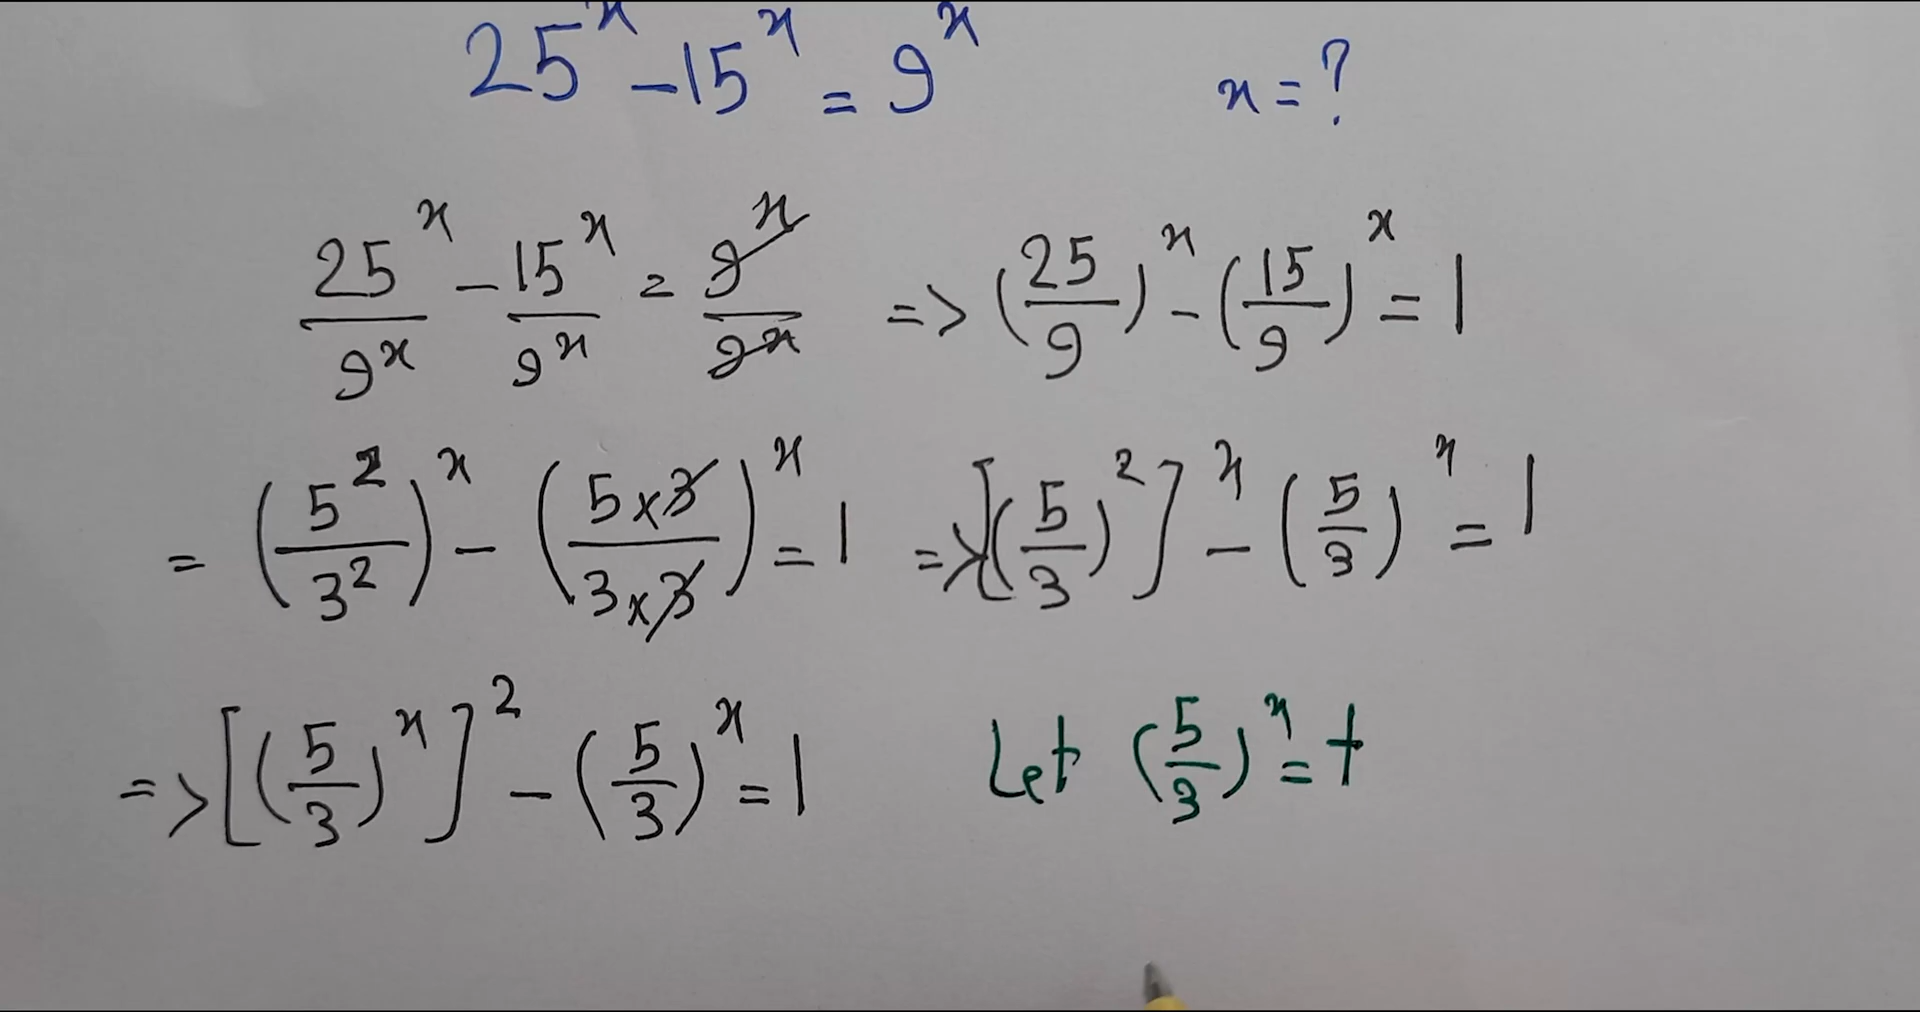 25^x - 15^x = 9^x x = ?
25^x/9^x - 15^x/9^x = 9^x/9^x => (25/9)^x - (15/9)^x = 1
= (5^2/3^2)^x - (5×3/3×3)^x = 1 => [(5/3)^2]^x - (5/3)^x = 1
=> [(5/3)^x]^2 - (5/3)^x = 1 Let (5/3)^x = t